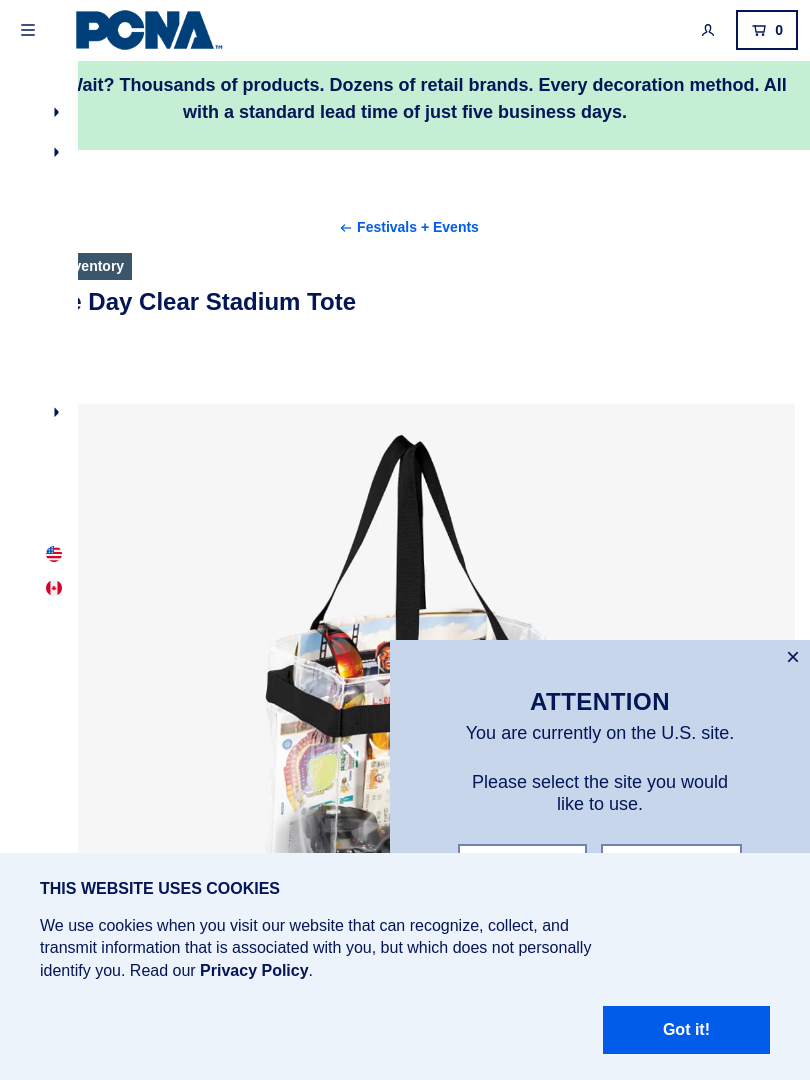 PCNA™
0
Wait? Thousands of products. Dozens of retail brands. Every decoration method. All
with a standard lead time of just five business days.
← Festivals + Events
Day Clear Stadium Tote
ATTENTION
You are currently on the U.S. site.
Please select the site you would
like to use.
THIS WEBSITE USES COOKIES
We use cookies when you visit our website that can recognize, collect, and
transmit information that is associated with you, but which does not personally
identify you. Read our Privacy Policy.
Got it!